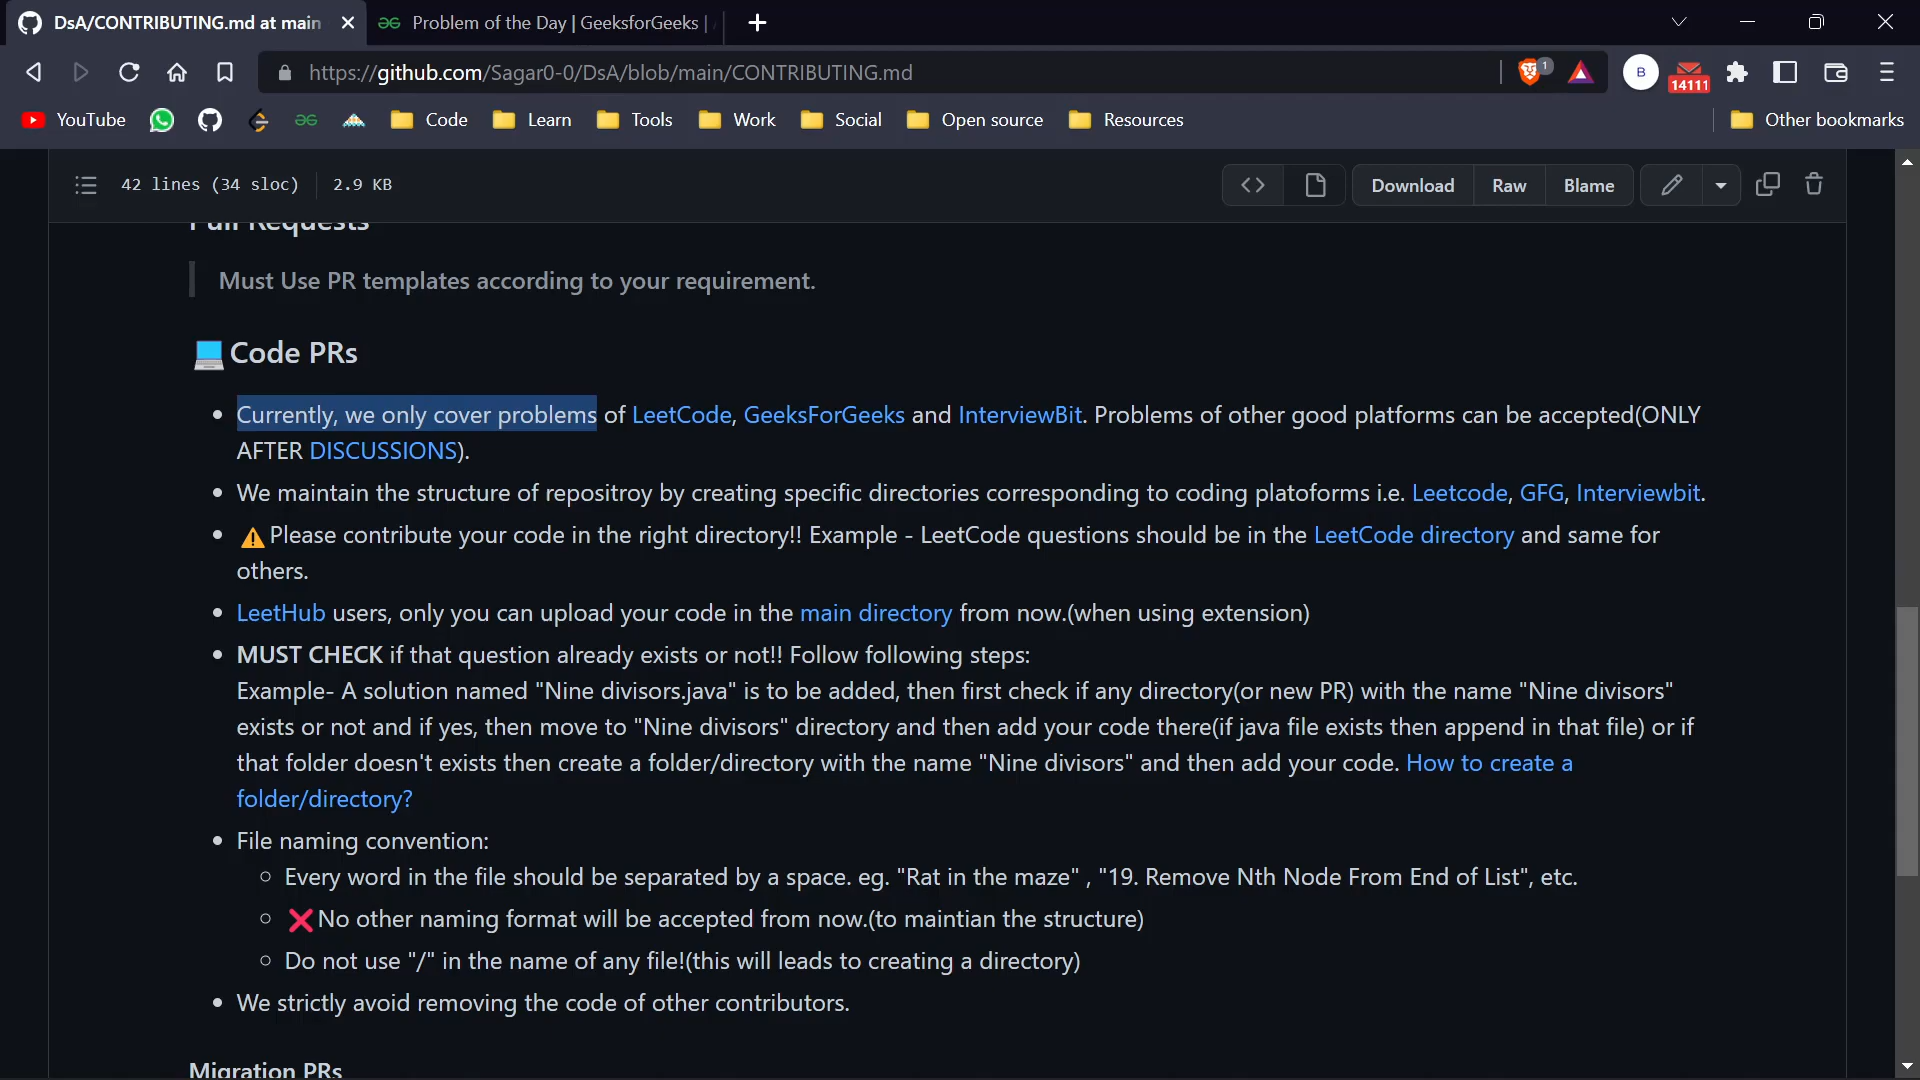 DsA/CONTRIBUTING.md at main
Problem of the Day | GeeksforGeeks |
https://github.com/Sagar0-0/DsA/blob/main/CONTRIBUTING.md
1
B
14111
YouTube
Code
Learn
Tools
Work
Social
Open source
Resources
Other bookmarks
42 lines (34 sloc)
2.9 KB
Download
Raw
Blame
Pull Requests
Must Use PR templates according to your requirement.
Code PRs
Currently, we only cover problems of LeetCode, GeeksForGeeks and InterviewBit. Problems of other good platforms can be accepted(ONLY
AFTER DISCUSSIONS).
We maintain the structure of repositroy by creating specific directories corresponding to coding platoforms i.e. Leetcode, GFG, Interviewbit.
⚠️Please contribute your code in the right directory!! Example - LeetCode questions should be in the LeetCode directory and same for
others.
LeetHub users, only you can upload your code in the main directory from now.(when using extension)
MUST CHECK if that question already exists or not!! Follow following steps:
Example- A solution named "Nine divisors.java" is to be added, then first check if any directory(or new PR) with the name "Nine divisors"
exists or not and if yes, then move to "Nine divisors" directory and then add your code there(if java file exists then append in that file) or if
that folder doesn't exists then create a folder/directory with the name "Nine divisors" and then add your code. How to create a
folder/directory?
File naming convention:
Every word in the file should be separated by a space. eg. "Rat in the maze" , "19. Remove Nth Node From End of List", etc.
❌No other naming format will be accepted from now.(to maintian the structure)
Do not use "/" in the name of any file!(this will leads to creating a directory)
We strictly avoid removing the code of other contributors.
Migration PRs